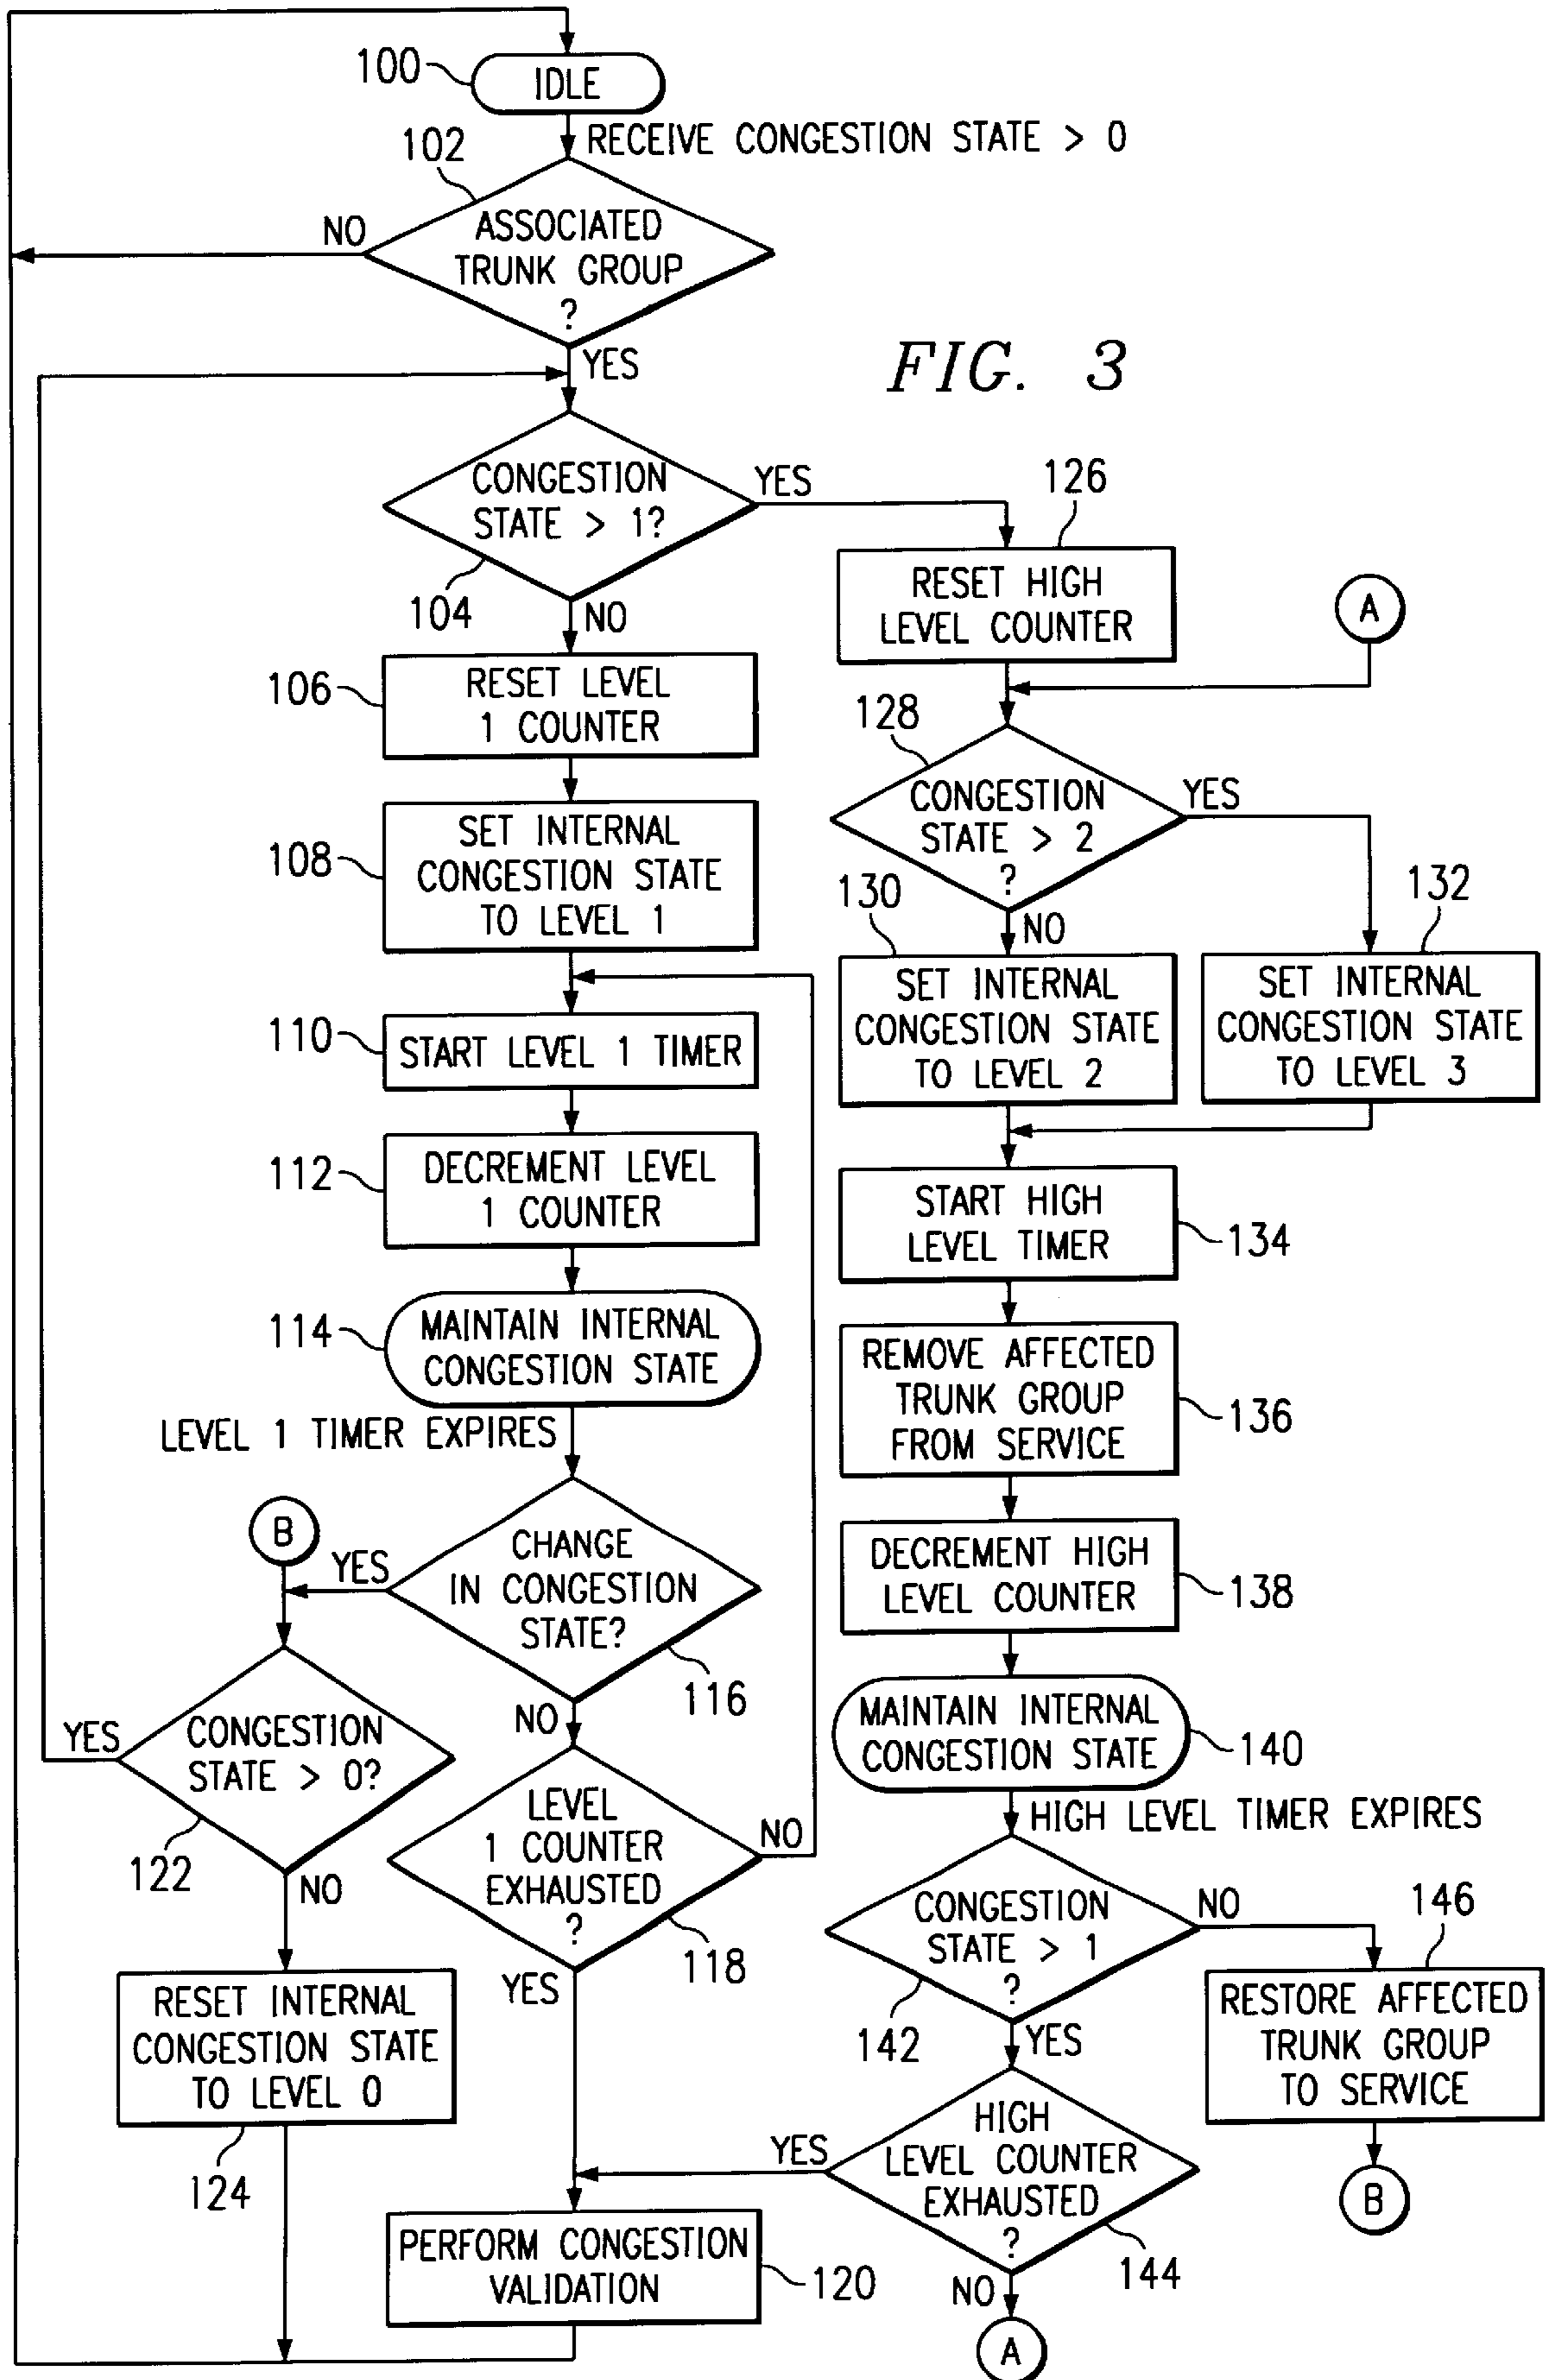 100
IDLE
RECEIVE CONGESTION STATE > 0
102
NO
ASSOCIATED
TRUNK GROUP
?
YES
FIG. 3
CONGESTION
STATE > 1?
YES
104
NO
126
RESET HIGH
LEVEL COUNTER
A
106
RESET LEVEL
1 COUNTER
128
CONGESTION
STATE > 2
?
YES
108
SET INTERNAL
CONGESTION STATE
TO LEVEL 1
130
NO
132
SET INTERNAL
CONGESTION STATE
TO LEVEL 2
SET INTERNAL
CONGESTION STATE
TO LEVEL 3
110
START LEVEL 1 TIMER
112
DECREMENT LEVEL
1 COUNTER
START HIGH
LEVEL TIMER
134
114
MAINTAIN INTERNAL
CONGESTION STATE
REMOVE AFFECTED
TRUNK GROUP
FROM SERVICE
136
LEVEL 1 TIMER EXPIRES
B
YES
CHANGE
IN CONGESTION
STATE?
116
NO
DECREMENT HIGH
LEVEL COUNTER
138
YES
CONGESTION
STATE > 0?
122
NO
MAINTAIN INTERNAL
CONGESTION STATE
140
HIGH LEVEL TIMER EXPIRES
LEVEL
1 COUNTER
EXHAUSTED
?
NO
118
YES
CONGESTION
STATE > 1
?
NO
142
YES
146
RESTORE AFFECTED
TRUNK GROUP
TO SERVICE
B
RESET INTERNAL
CONGESTION STATE
TO LEVEL 0
124
YES
HIGH
LEVEL COUNTER
EXHAUSTED
?
144
NO
A
PERFORM CONGESTION
VALIDATION
120